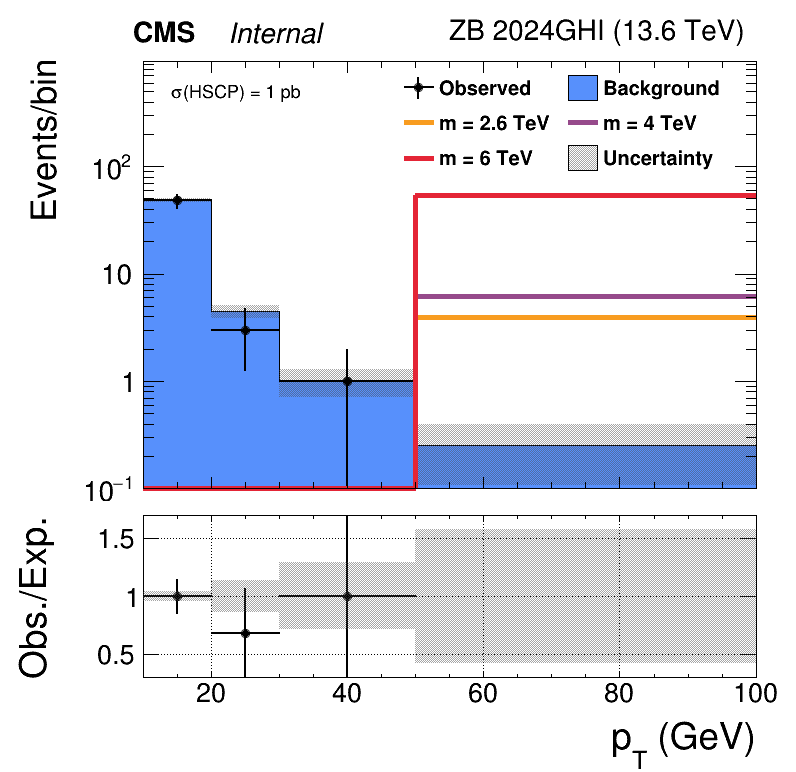 CMS Internal ZB 2024GHI (13.6 TeV)
Events/bin
σ(HSCP) = 1 pb
Observed Background
m = 2.6 TeV m = 4 TeV
m = 6 TeV Uncertainty
10²
10
1
10⁻¹
Obs./Exp.
1.5
1
0.5
20 40 60 80 100
p_T (GeV)